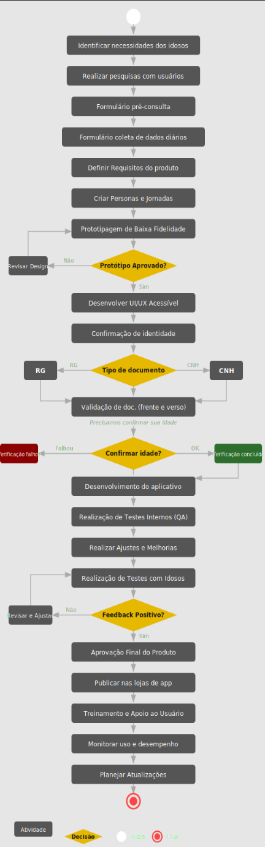 Identificar necessidades dos idosos
Realizar pesquisas com usuários
Formulário pré-consulta
Formulário coleta de dados diários
Definir Requisitos do produto
Criar Personas e Jornadas
Prototipagem de Baixa Fidelidade
Não
Revisar Design
Protótipo Aprovado?
Sim
Desenvolver UI/UX Acessível
Confirmação de identidade
RG
RG
Tipo de documento
CNH
CNH
Validação de doc. (frente e verso)
Precisamos confirmar sua idade
Falhou
OK
Verificação falhou
Confirmar idade?
Verificação concluída
Desenvolvimento do aplicativo
Realização de Testes Internos (QA)
Realizar Ajustes e Melhorias
Realização de Testes com Idosos
Não
Revisar e Ajustar
Feedback Positivo?
Sim
Aprovação Final do Produto
Publicar nas lojas de app
Treinamento e Apoio ao Usuário
Monitorar uso e desempenho
Planejar Atualizações
Atividade
Decisão